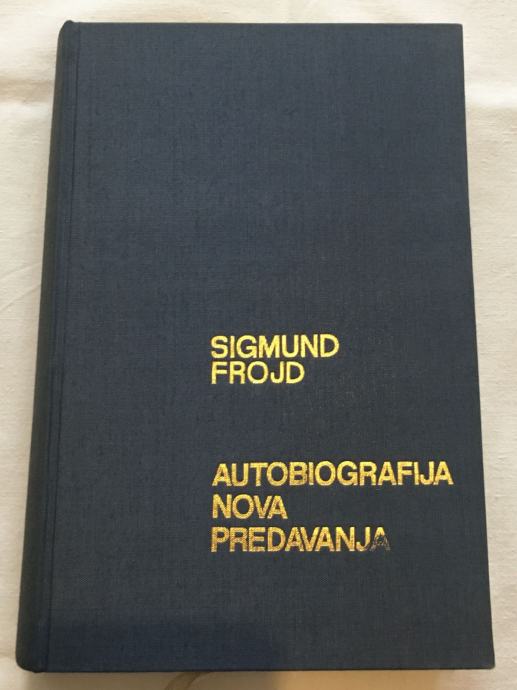 SIGMUND
FROJD
AUTOBIOGRAFIJA
NOVA
PREDAVANJA